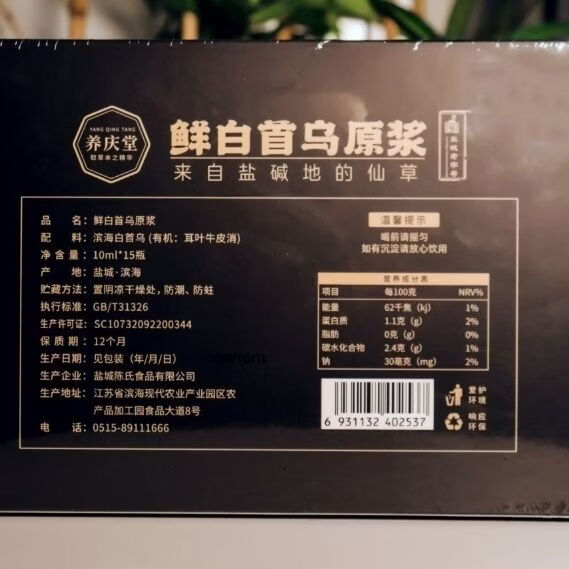 YANG QING TANG
养庆堂
取草本之精华
鲜白首乌原浆
盐城老字号
来自盐碱地的仙草
品 名：鲜白首乌原浆
配 料：滨海白首乌 (有机：耳叶牛皮消)
净 含 量：10ml*15瓶
产 地：盐城·滨海
贮藏方法：置阴凉干燥处，防潮、防蛀
执行标准：GB/T31326
生产许可证：SC10732092200344
保 质 期：12个月
生产日期：见包装（年/月/日）
生产企业：盐城陈氏食品有限公司
生产地址：江苏省滨海现代农业产业园区农
产品加工园食品大道8号
电 话：0515-89111666
温馨提示
喝前请摇匀
如有沉淀请放心饮用
营养成分表
项目 每100克 NRV%
能量 62千焦（kj） 1%
蛋白质 1.1克（g） 2%
脂肪 0克（g） 0%
碳水化合物 2.4克（g） 1%
钠 30毫克（mg） 2%
6 931132 402537
爱护
环境
响应
环保